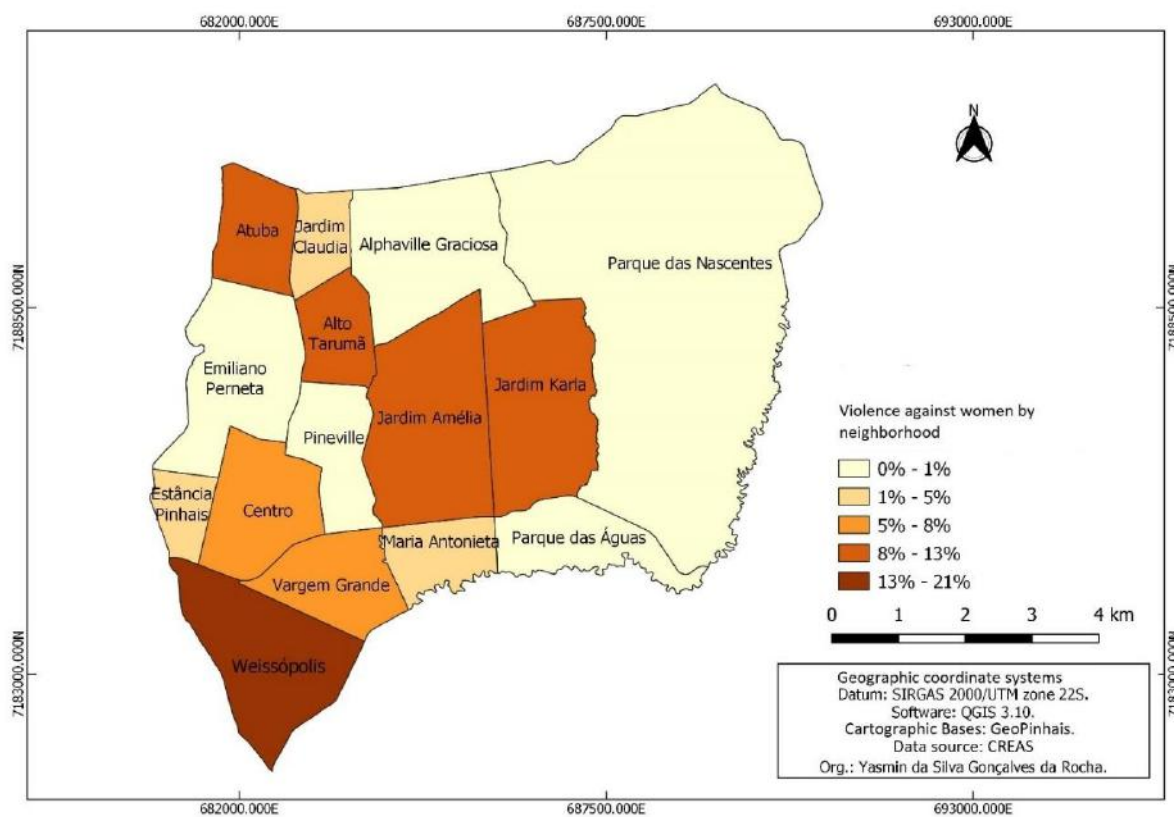 682000.000E
687500.000E
693000.000E
N
Atuba
Jardim
Claudia
Alphaville Graciosa
Parque das Nascentes
7188500.000N
7188500.000N
Alto
Tarumã
Emiliano
Perneta
Jardim Karla
Jardim Amélia
Pineville
Estância
Pinhais
Centro
Maria Antonieta
Parque das Águas
Vargem Grande
Weissópolis
Violence against women by
neighborhood
0% - 1%
1% - 5%
5% - 8%
8% - 13%
13% - 21%
0 1 2 3 4 km
7183000.000N
7183000.000N
Geographic coordinate systems
Datum: SIRGAS 2000/UTM zone 22S.
Software: QGIS 3.10.
Cartographic Bases: GeoPinhais.
Data source: CREAS
Org.: Yasmin da Silva Gonçalves da Rocha.
682000.000E
687500.000E
693000.000E